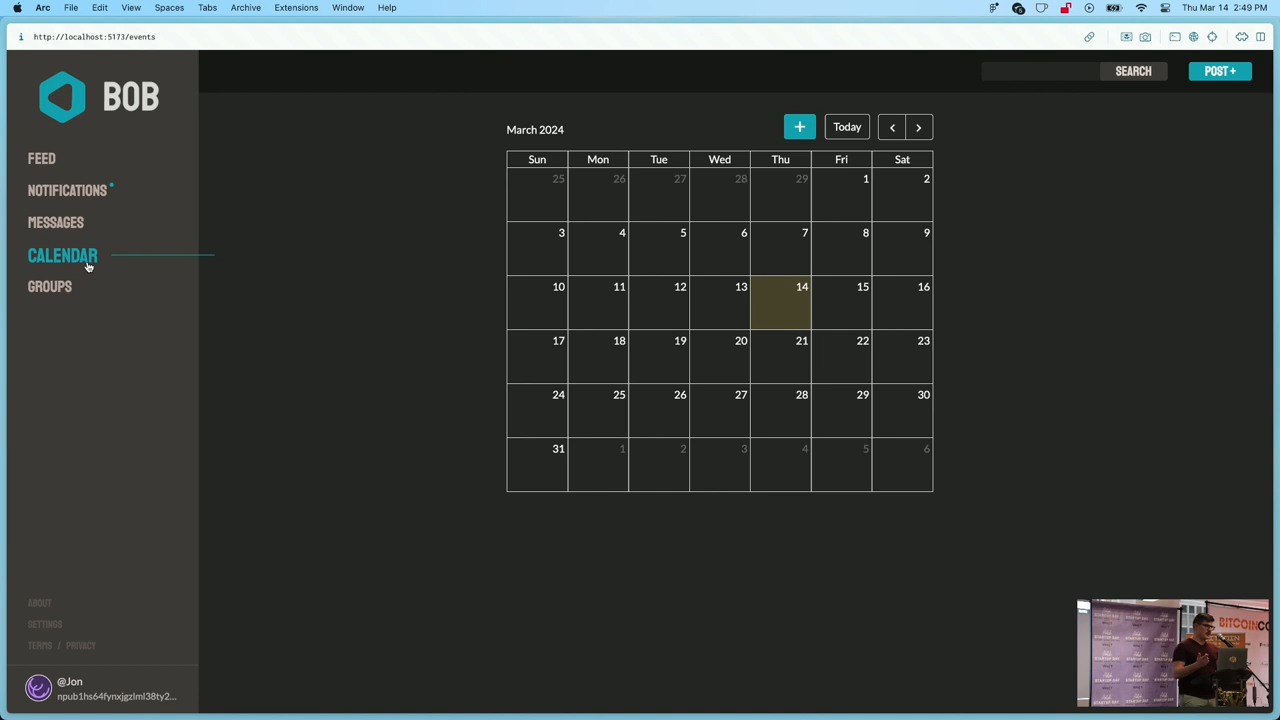 Arc File Edit View Spaces Tabs Archive Extensions Window Help Thu Mar 14 2:49 PM
http://localhost:5173/events
BOB
SEARCH POST +
FEED
NOTIFICATIONS
MESSAGES
CALENDAR
GROUPS
March 2024 + Today < >
Sun Mon Tue Wed Thu Fri Sat
25 26 27 28 29 1 2
3 4 5 6 7 8 9
10 11 12 13 14 15 16
17 18 19 20 21 22 23
24 25 26 27 28 29 30
31 1 2 3 4 5 6
ABOUT
SETTINGS
TERMS / PRIVACY
@Jon
npub1hs64fynxjgzlml38ty2...
STARTUP DAY
BITCOIN